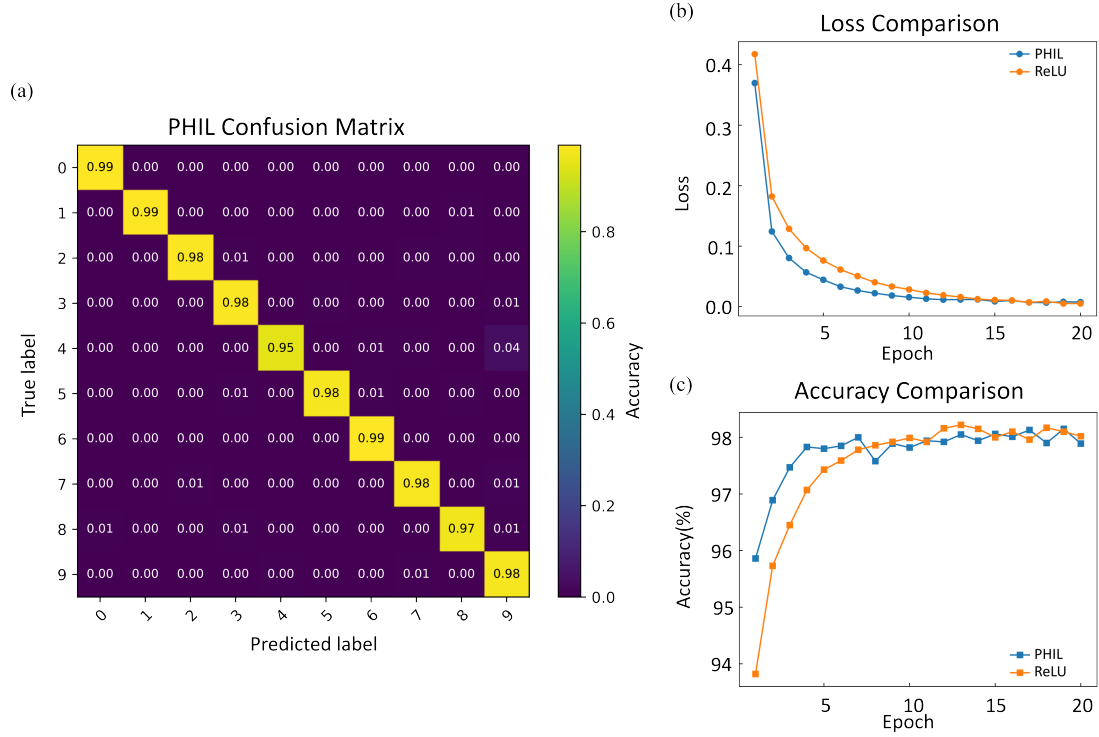 (a)
PHIL Confusion Matrix
True label
0 0.99 0.00 0.00 0.00 0.00 0.00 0.00 0.00 0.00 0.00
1 0.00 0.99 0.00 0.00 0.00 0.00 0.00 0.00 0.01 0.00
2 0.00 0.00 0.98 0.01 0.00 0.00 0.00 0.00 0.00 0.00
3 0.00 0.00 0.00 0.98 0.00 0.00 0.00 0.00 0.00 0.01
4 0.00 0.00 0.00 0.00 0.95 0.00 0.01 0.00 0.00 0.04
5 0.00 0.00 0.00 0.01 0.00 0.98 0.01 0.00 0.00 0.00
6 0.00 0.00 0.00 0.00 0.00 0.00 0.99 0.00 0.00 0.00
7 0.00 0.00 0.01 0.00 0.00 0.00 0.00 0.98 0.00 0.01
8 0.01 0.00 0.00 0.01 0.00 0.00 0.00 0.00 0.97 0.01
9 0.00 0.00 0.00 0.00 0.00 0.00 0.00 0.01 0.00 0.98
0 1 2 3 4 5 6 7 8 9
Predicted label
0.8
0.6
0.4
0.2
0.0
Accuracy
(b)
Loss Comparison
PHIL
ReLU
Loss
0.4
0.3
0.2
0.1
0.0
5 10 15 20
Epoch
(c)
Accuracy Comparison
Accuracy(%)
98
97
96
95
94
PHIL
ReLU
5 10 15 20
Epoch